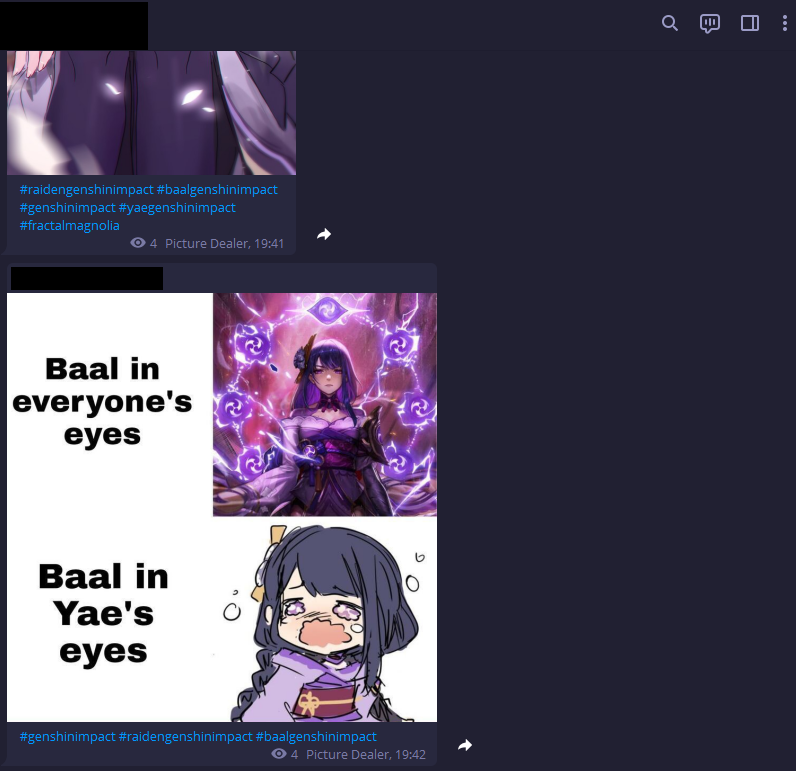 #raidengenshinimpact #baalgenshinimpact
#genshinimpact #yaegenshinimpact
#fractalmagnolia
4 Picture Dealer, 19:41
Baal in
everyone's
eyes
Baal in
Yae's
eyes
#genshinimpact #raidengenshinimpact #baalgenshinimpact
4 Picture Dealer, 19:42